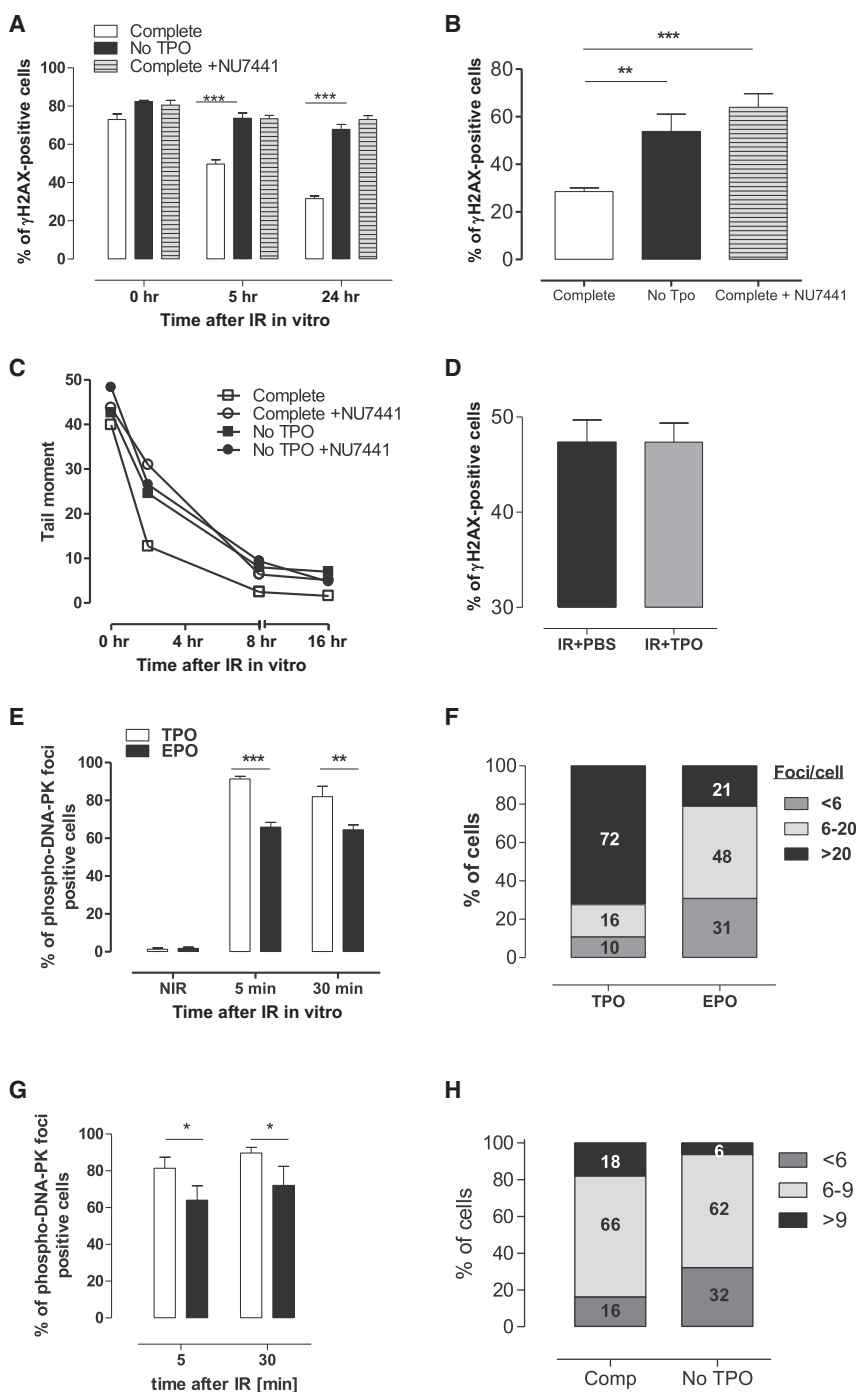 A
Complete
No TPO
Complete +NU7441
% of γH2AX-positive cells
100
80
60
40
20
0
***
***
0 hr
5 hr
24 hr
Time after IR in vitro
B
% of γH2AX-positive cells
80
60
40
20
0
***
**
Complete
No Tpo
Complete + NU7441
C
Tail moment
50
40
30
20
10
0
Complete
Complete +NU7441
No TPO
No TPO +NU7441
0 hr
4 hr
8 hr
16 hr
Time after IR in vitro
D
% of γH2AX-positive cells
50
40
30
IR+PBS
IR+TPO
E
TPO
EPO
% of phospho-DNA-PK foci
positive cells
100
80
60
40
20
0
***
**
NIR
5 min
30 min
Time after IR in vitro
F
% of cells
100
80
60
40
20
0
72
16
10
21
48
31
TPO
EPO
Foci/cell
<6
6-20
>20
G
% of phospho-DNA-PK foci
positive cells
100
80
60
40
20
0
*
*
5
30
time after IR [min]
H
% of cells
100
80
60
40
20
0
18
66
16
6
62
32
Comp
No TPO
<6
6-9
>9